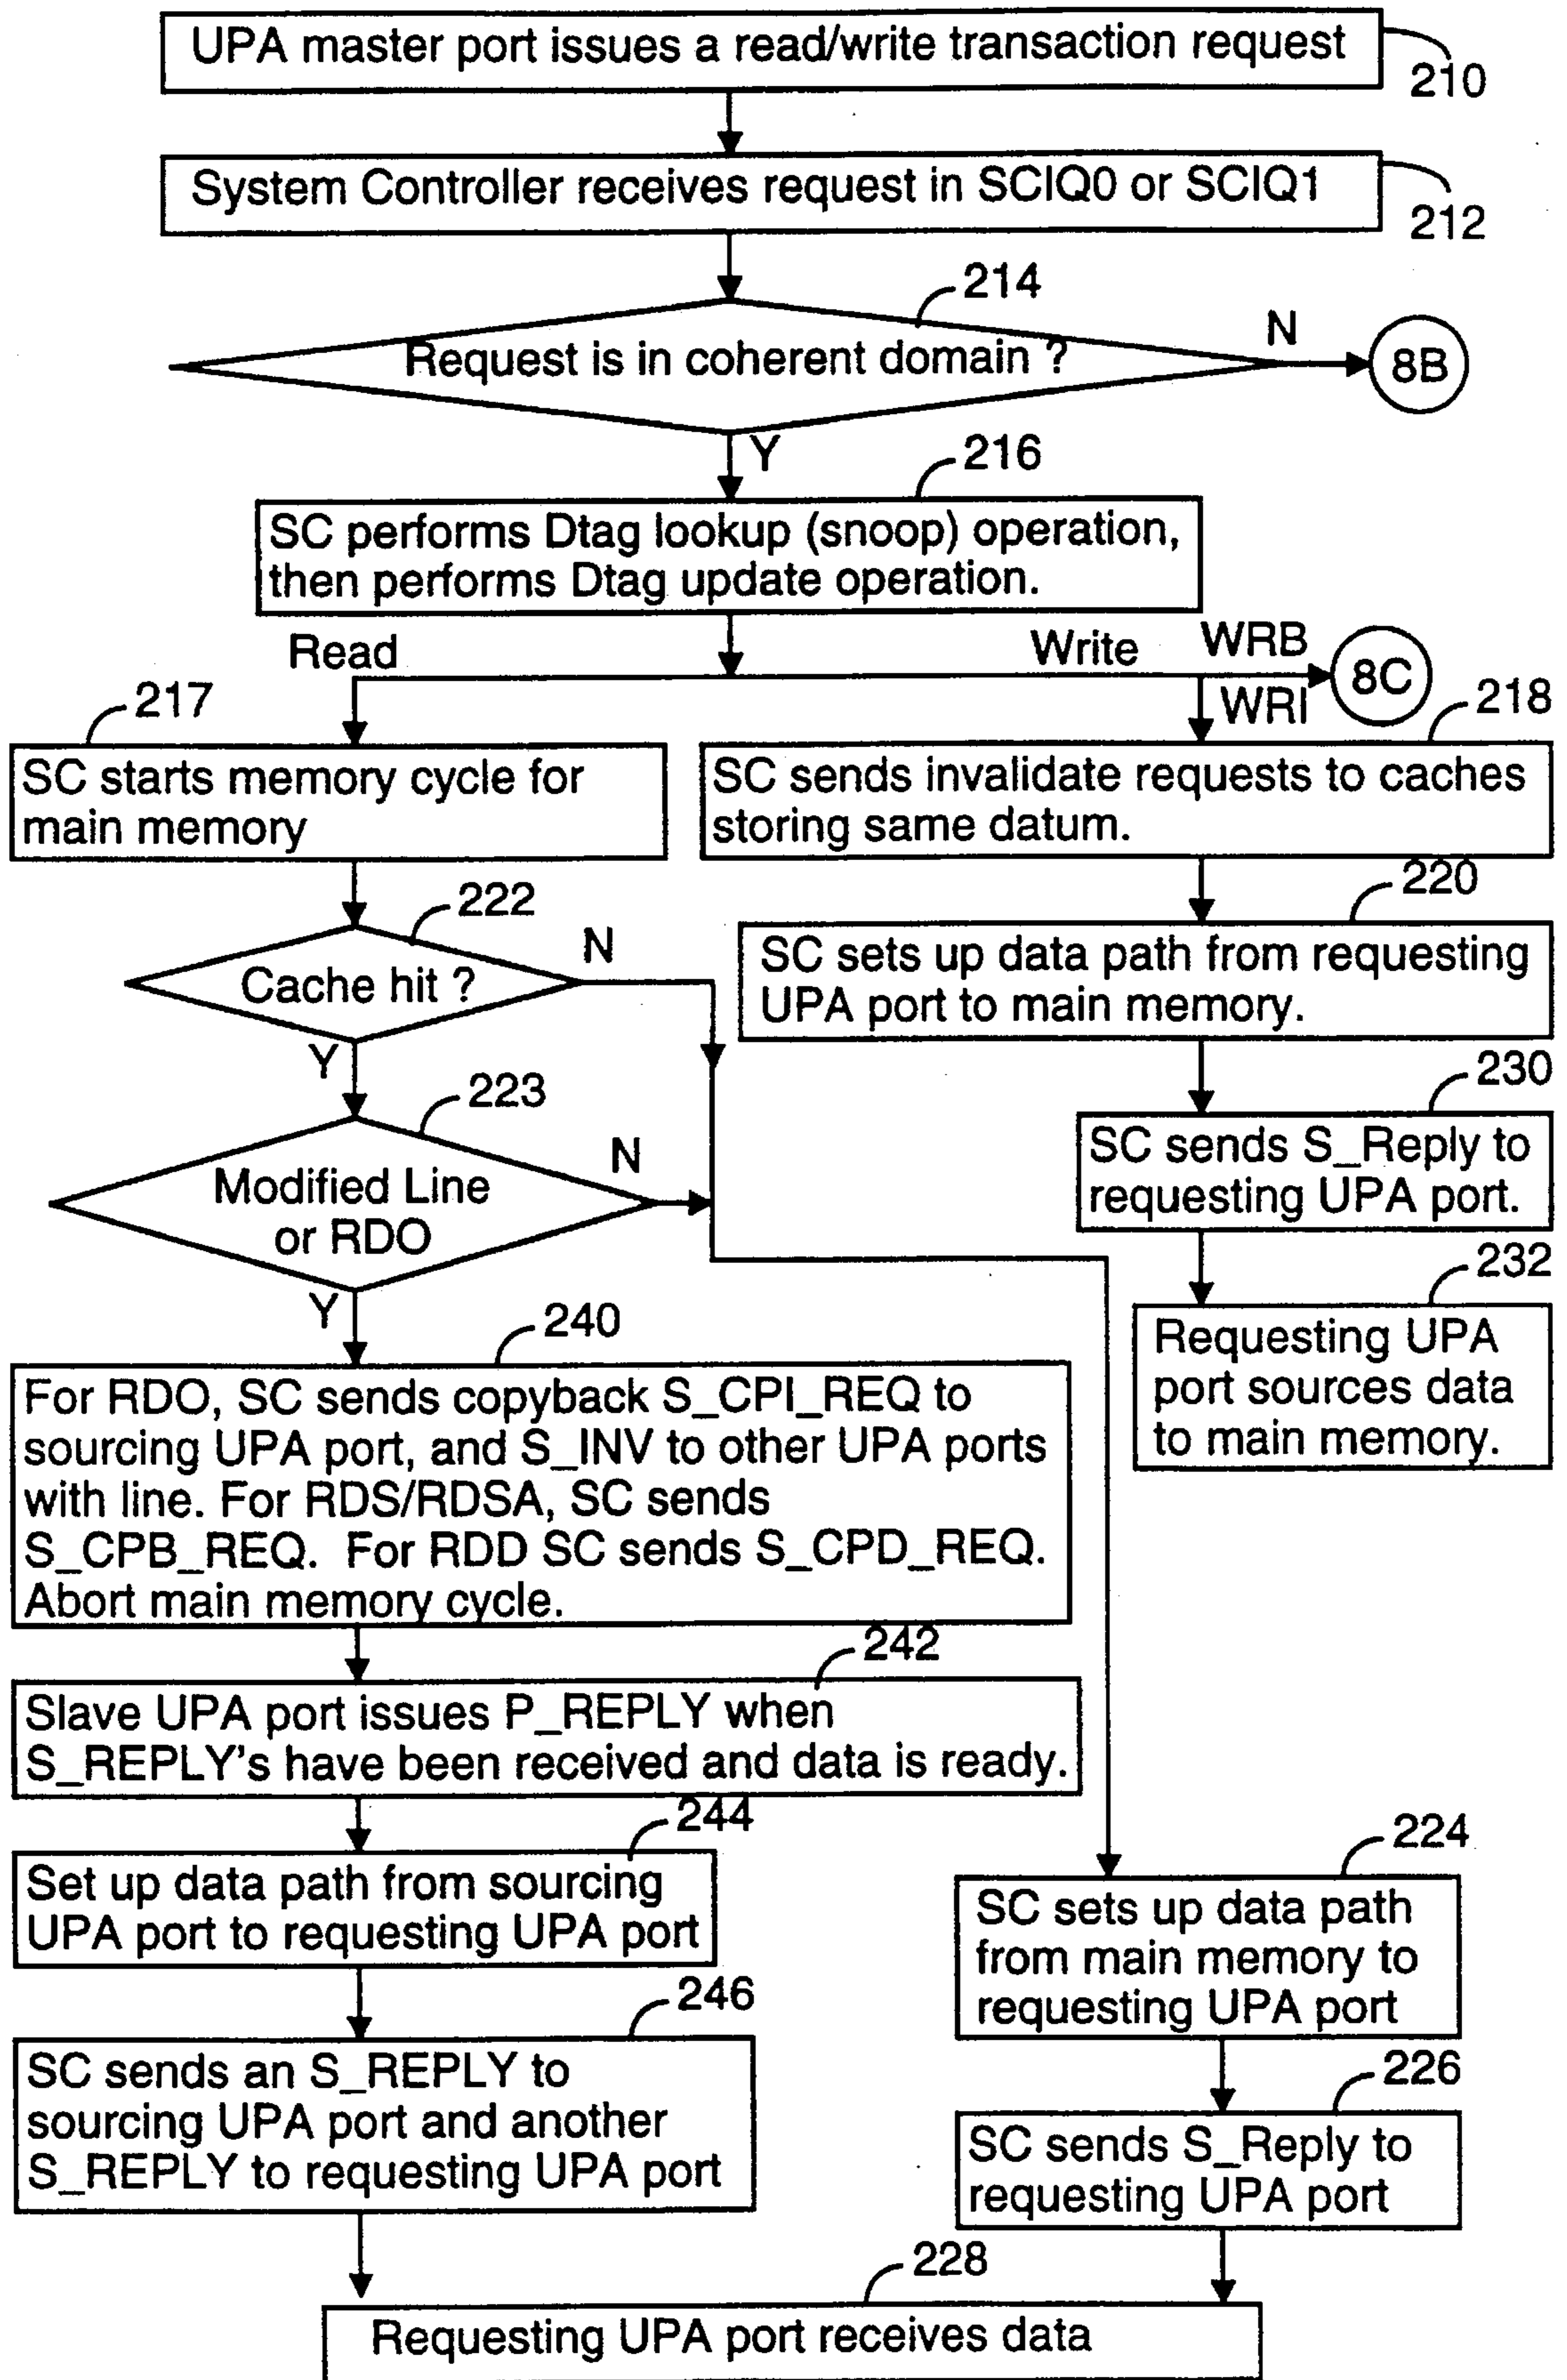 UPA master port issues a read/write transaction request
210
System Controller receives request in SCIQ0 or SCIQ1
212
214
Request is in coherent domain ?
N
8B
Y
216
SC performs Dtag lookup (snoop) operation,
then performs Dtag update operation.
Read
Write
WRB
8C
WRI
217
SC starts memory cycle for
main memory
218
SC sends invalidate requests to caches
storing same datum.
222
Cache hit ?
N
Y
220
SC sets up data path from requesting
UPA port to main memory.
223
Modified Line
or RDO
N
Y
230
SC sends S_Reply to
requesting UPA port.
232
Requesting UPA
port sources data
to main memory.
240
For RDO, SC sends copyback S_CPI_REQ to
sourcing UPA port, and S_INV to other UPA ports
with line. For RDS/RDSA, SC sends
S_CPB_REQ. For RDD SC sends S_CPD_REQ.
Abort main memory cycle.
242
Slave UPA port issues P_REPLY when
S_REPLY's have been received and data is ready.
244
Set up data path from sourcing
UPA port to requesting UPA port
224
SC sets up data path
from main memory to
requesting UPA port
246
SC sends an S_REPLY to
sourcing UPA port and another
S_REPLY to requesting UPA port
226
SC sends S_Reply to
requesting UPA port
228
Requesting UPA port receives data